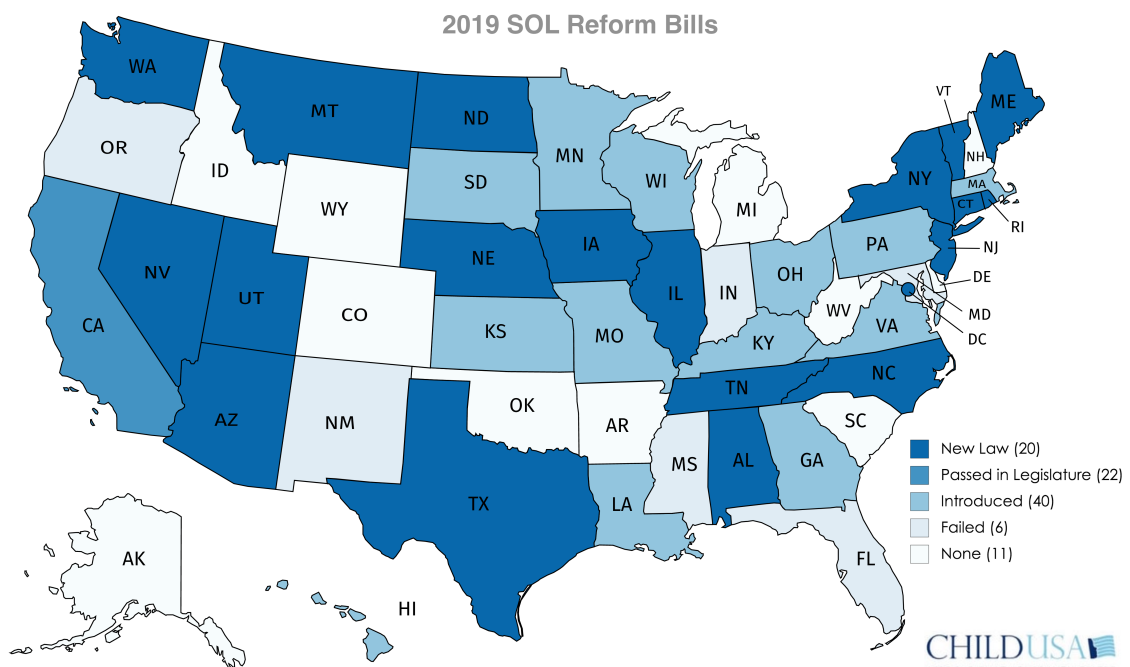 2019 SOL Reform Bills
WA
MT
ND
MN
OR
ID
SD
WI
WY
MI
VT
ME
NH
NY
MA
CT
RI
NJ
PA
NV
UT
NE
IA
IL
IN
OH
DE
WV
MD
DC
CA
CO
KS
MO
KY
VA
AZ
NM
OK
AR
TN
NC
SC
MS
AL
GA
TX
LA
FL
AK
HI
New Law (20)
Passed in Legislature (22)
Introduced (40)
Failed (6)
None (11)
CHILDUSA